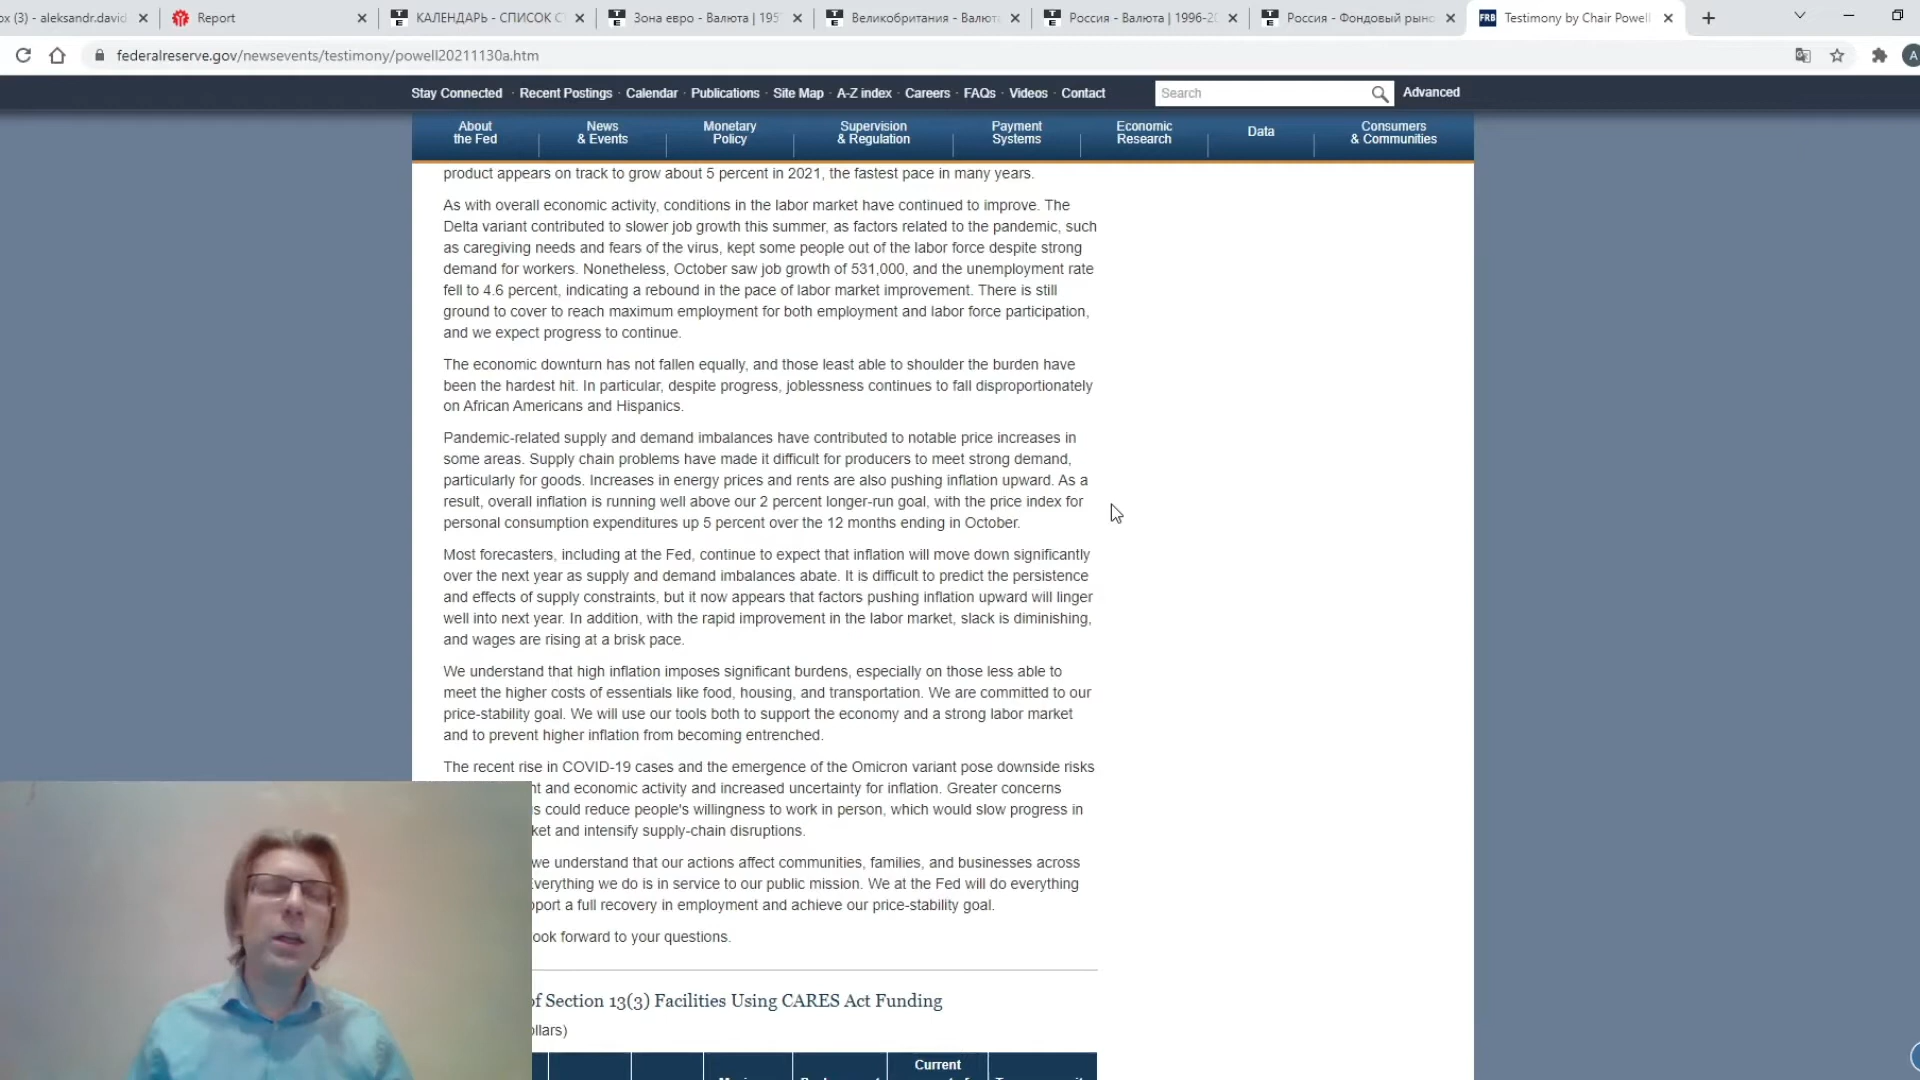 ox (3) - aleksandr.david
Report
КАЛЕНДАРЬ - СПИСОК С
Зона евро - Валюта | 195
Великобритания - Валют
Россия - Валюта | 1996-20
Россия - Фондовый рыно
FRB Testimony by Chair Powell
federalreserve.gov/newsevents/testimony/powell20211130a.htm
Stay Connected · Recent Postings · Calendar · Publications · Site Map · A-Z index · Careers · FAQs · Videos · Contact
Search
Advanced
About the Fed
News & Events
Monetary Policy
Supervision & Regulation
Payment Systems
Economic Research
Data
Consumers & Communities
product appears on track to grow about 5 percent in 2021, the fastest pace in many years.
As with overall economic activity, conditions in the labor market have continued to improve. The
Delta variant contributed to slower job growth this summer, as factors related to the pandemic, such
as caregiving needs and fears of the virus, kept some people out of the labor force despite strong
demand for workers. Nonetheless, October saw job growth of 531,000, and the unemployment rate
fell to 4.6 percent, indicating a rebound in the pace of labor market improvement. There is still
ground to cover to reach maximum employment for both employment and labor force participation,
and we expect progress to continue.
The economic downturn has not fallen equally, and those least able to shoulder the burden have
been the hardest hit. In particular, despite progress, joblessness continues to fall disproportionately
on African Americans and Hispanics.
Pandemic-related supply and demand imbalances have contributed to notable price increases in
some areas. Supply chain problems have made it difficult for producers to meet strong demand,
particularly for goods. Increases in energy prices and rents are also pushing inflation upward. As a
result, overall inflation is running well above our 2 percent longer-run goal, with the price index for
personal consumption expenditures up 5 percent over the 12 months ending in October.
Most forecasters, including at the Fed, continue to expect that inflation will move down significantly
over the next year as supply and demand imbalances abate. It is difficult to predict the persistence
and effects of supply constraints, but it now appears that factors pushing inflation upward will linger
well into next year. In addition, with the rapid improvement in the labor market, slack is diminishing,
and wages are rising at a brisk pace.
We understand that high inflation imposes significant burdens, especially on those less able to
meet the higher costs of essentials like food, housing, and transportation. We are committed to our
price-stability goal. We will use our tools both to support the economy and a strong labor market
and to prevent higher inflation from becoming entrenched.
The recent rise in COVID-19 cases and the emergence of the Omicron variant pose downside risks
nt and economic activity and increased uncertainty for inflation. Greater concerns
s could reduce people's willingness to work in person, which would slow progress in
ket and intensify supply-chain disruptions.
we understand that our actions affect communities, families, and businesses across
verything we do is in service to our public mission. We at the Fed will do everything
port a full recovery in employment and achieve our price-stability goal.
ook forward to your questions.
of Section 13(3) Facilities Using CARES Act Funding
ollars)
Current